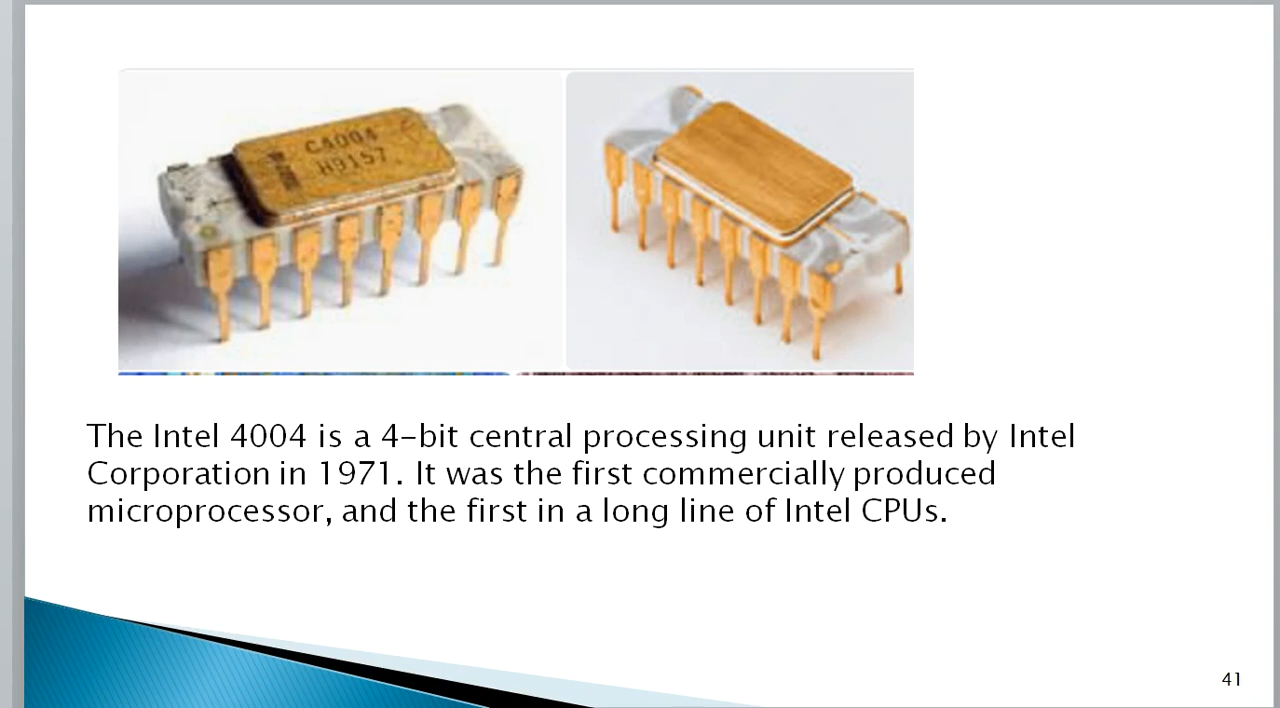 C4004
H9157
The Intel 4004 is a 4-bit central processing unit released by Intel
Corporation in 1971. It was the first commercially produced
microprocessor, and the first in a long line of Intel CPUs.
41